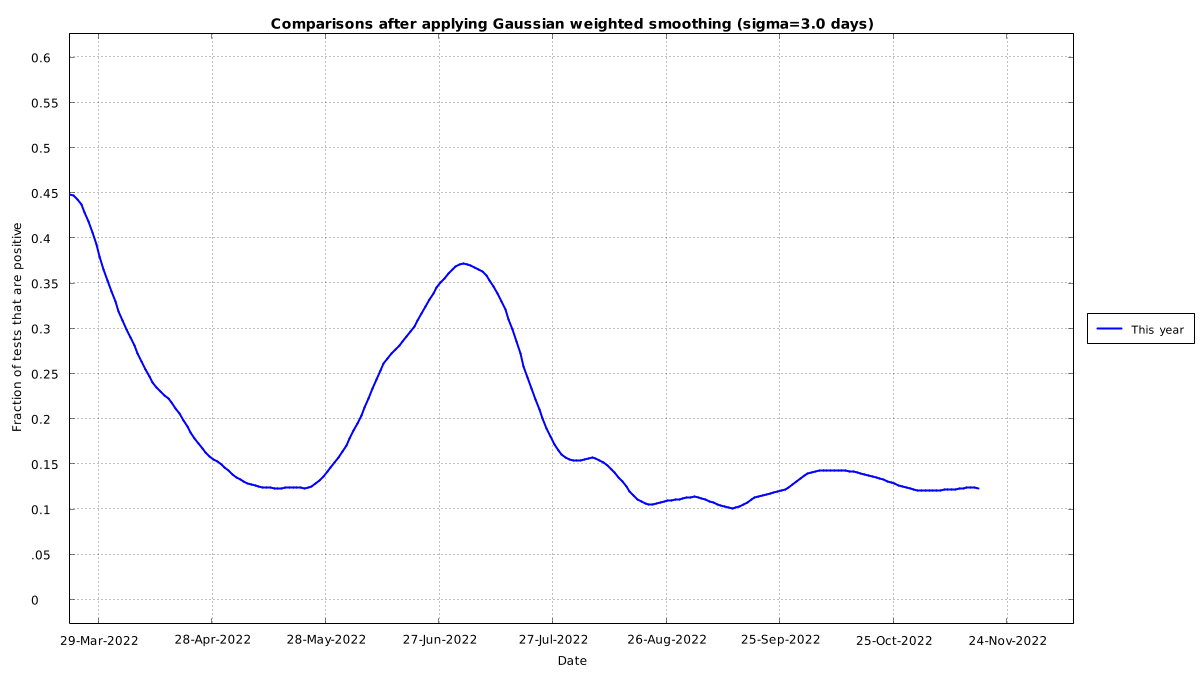 Comparisons after applying Gaussian weighted smoothing (sigma=3.0 days)
0.6
0.55
0.5
0.45
0.4
0.35
0.3
0.25
0.2
0.15
0.1
.05
0
Fraction of tests that are positive
29-Mar-2022 28-Apr-2022 28-May-2022 27-Jun-2022 27-Jul-2022 26-Aug-2022 25-Sep-2022 25-Oct-2022 24-Nov-2022
Date
This year